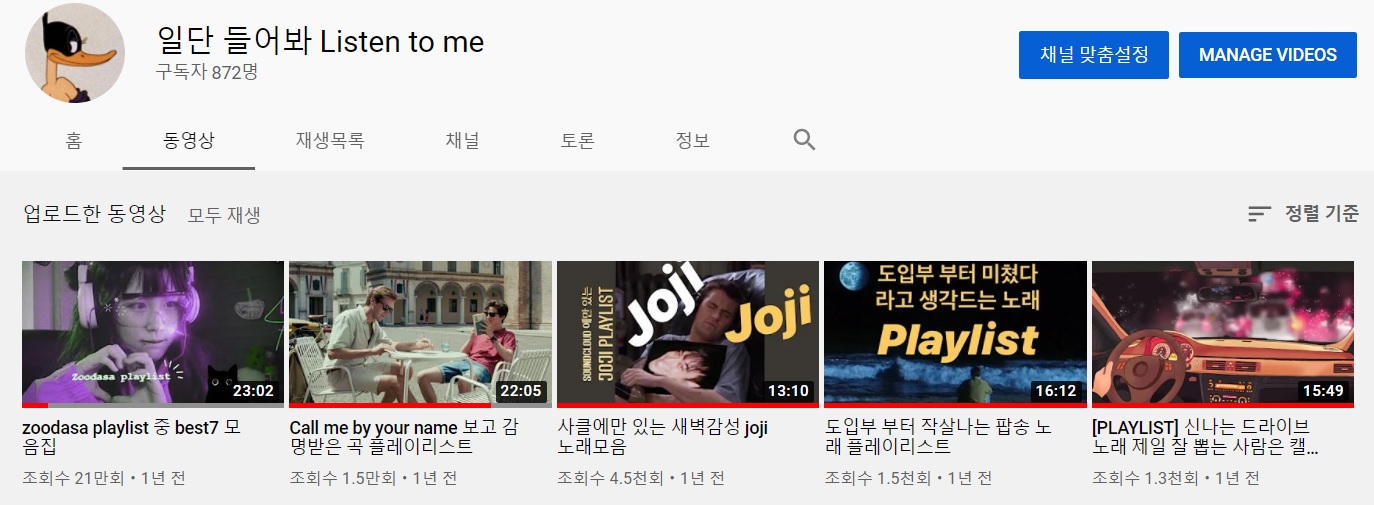 일단 들어봐 Listen to me
구독자 872명
채널 맞춤설정
MANAGE VIDEOS
홈
동영상
재생목록
채널
토론
정보
업로드한 동영상
모두 재생
정렬 기준
Zoodasa playlist
23:02
zoodasa playlist 중 best7 모
음집
조회수 21만회 • 1년 전
22:05
Call me by your name 보고 감
명받은 곡 플레이리스트
조회수 1.5만회 • 1년 전
SOUNDCLOUD 에만 있는
JOJI PLAYLIST
Joji
Joji
13:10
사클에만 있는 새벽감성 joji
노래모음
조회수 4.5천회 • 1년 전
도입부 부터 미쳤다
라고 생각드는 노래
Playlist
16:12
도입부 부터 작살나는 팝송 노
래 플레이리스트
조회수 1.5천회 • 1년 전
15:49
[PLAYLIST] 신나는 드라이브
노래 제일 잘 뽑는 사람은 캘...
조회수 1.3천회 • 1년 전